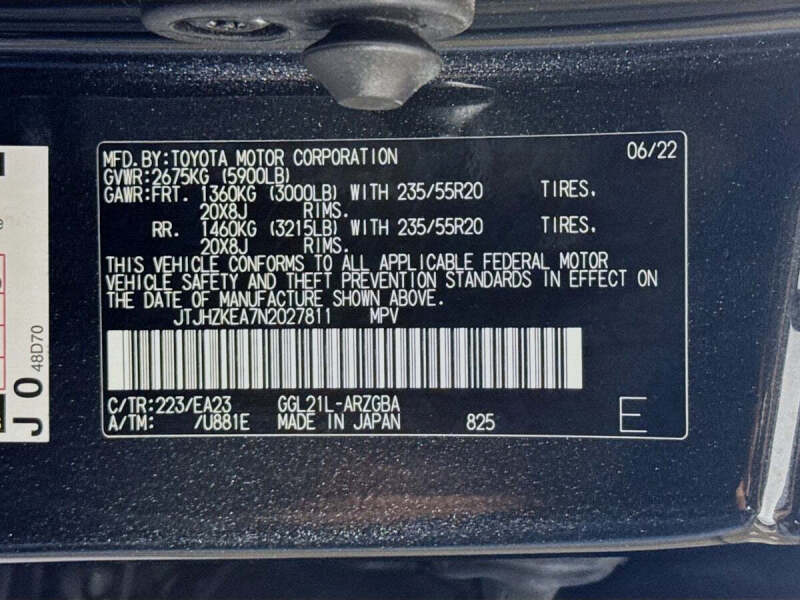 MFD.BY:TOYOTA MOTOR CORPORATION 06/22
GVWR:2675KG (5900LB)
GAWR:FRT. 1360KG (3000LB) WITH 235/55R20 TIRES,
20X8J RIMS.
RR. 1460KG (3215LB) WITH 235/55R20 TIRES,
20X8J RIMS.
THIS VEHICLE CONFORMS TO ALL APPLICABLE FEDERAL MOTOR
VEHICLE SAFETY AND THEFT PREVENTION STANDARDS IN EFFECT ON
THE DATE OF MANUFACTURE SHOWN ABOVE.
JTJHZKEA7N2027811 MPV
C/TR:223/EA23 GGL21L-ARZGBA
A/TM: /U881E MADE IN JAPAN 825 E
J0
48D70